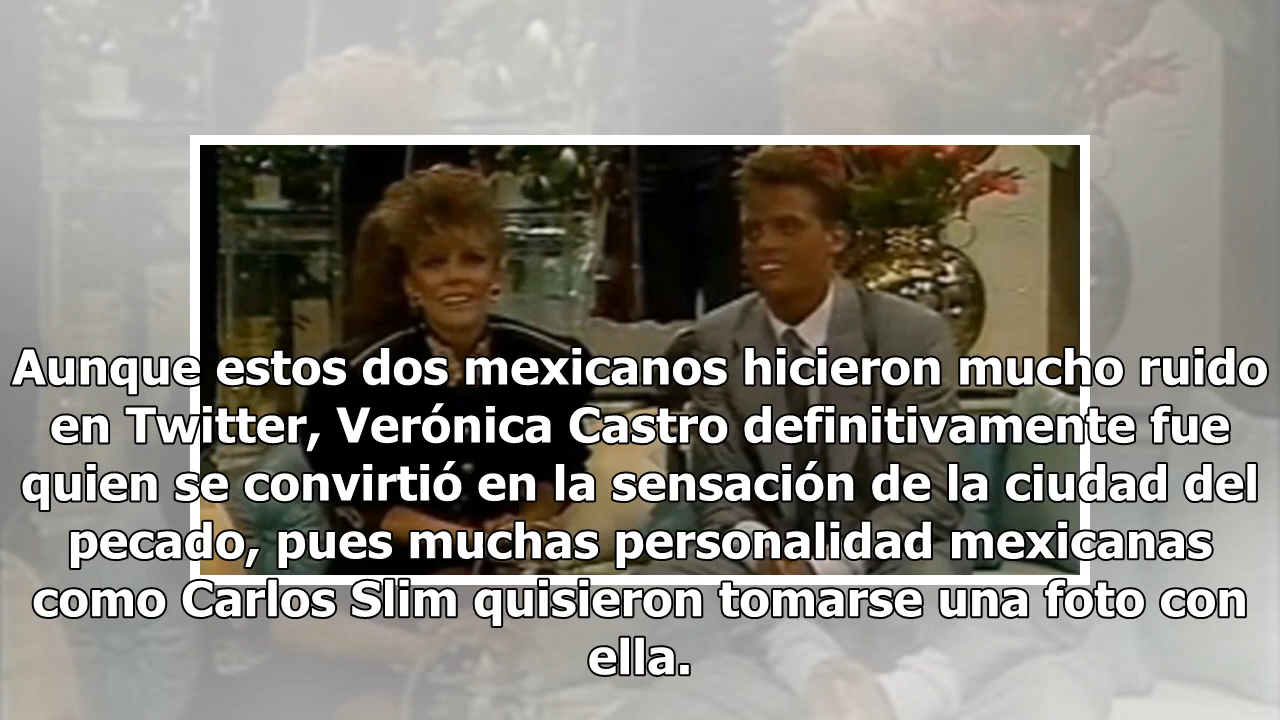 Aunque estos dos mexicanos hicieron mucho ruido
en Twitter, Verónica Castro definitivamente fue
quien se convirtió en la sensación de la ciudad del
pecado, pues muchas personalidad mexicanas
como Carlos Slim quisieron tomarse una foto con
ella.